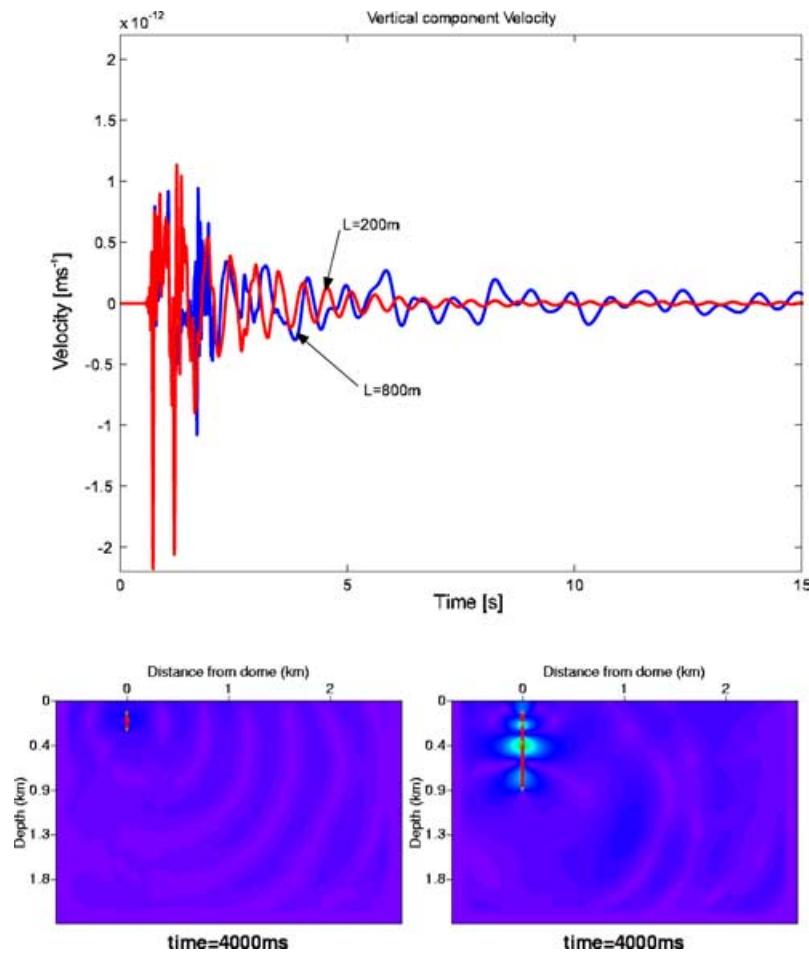 x 10^-12
Vertical component Velocity
2
1.5
1
0.5
0
-0.5
-1
-1.5
-2
Velocity [ms^-1]
L=200m
L=800m
0 5 10 15
Time [s]
Distance from dome (km)
0 1 2
0
0.4
0.9
1.3
1.8
Depth (km)
time=4000ms
Distance from dome (km)
0 1 2
0
0.4
0.9
1.3
1.8
Depth (km)
time=4000ms